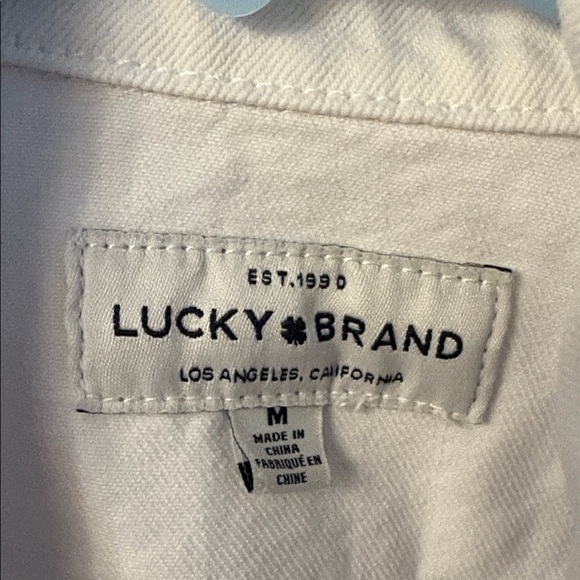 EST.1990
LUCKY BRAND
LOS ANGELES, CALIFORNIA
M
MADE IN
CHINA
FABRIQUÉ EN
CHINE